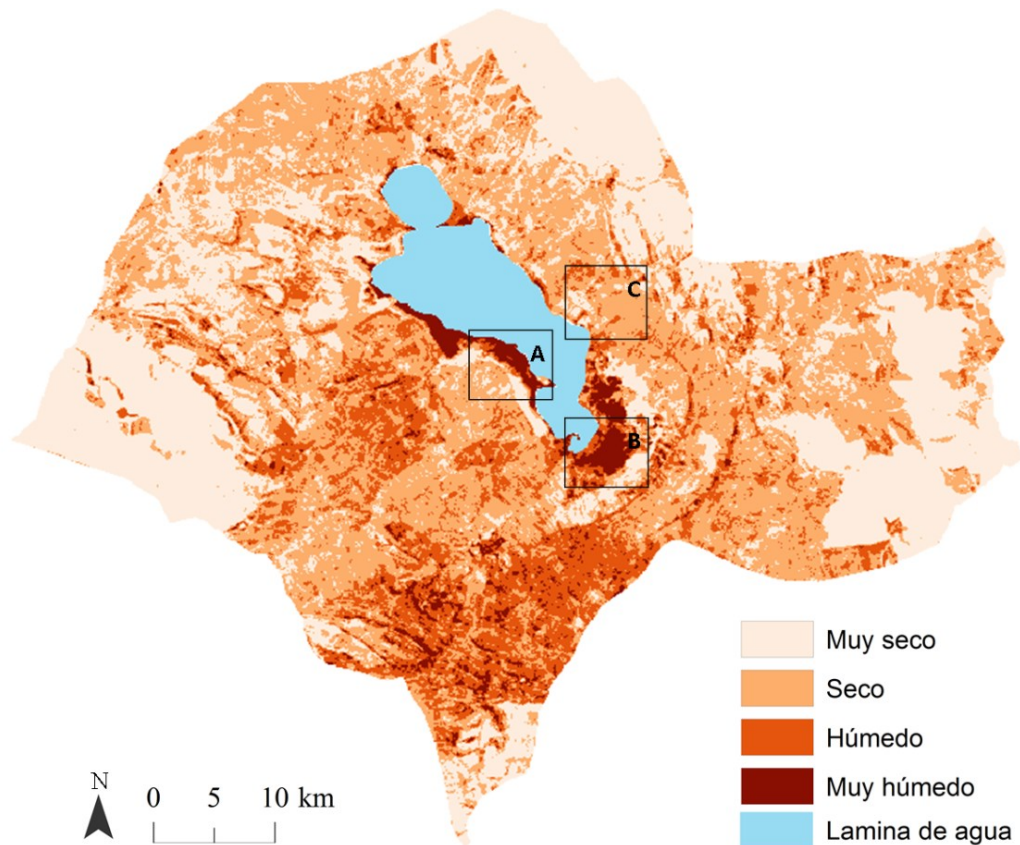 C
A
B
Muy seco
Seco
Húmedo
Muy húmedo
Lamina de agua
N
0 5 10 km